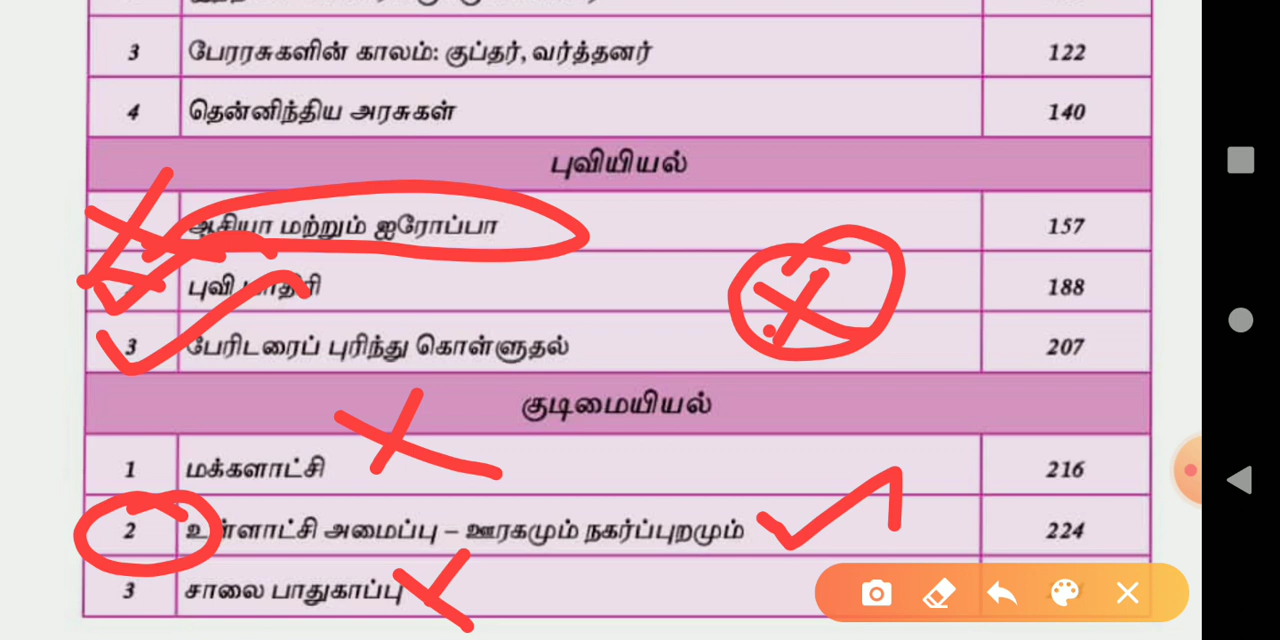 3 பேரரசுகளின் காலம்: குப்தர், வர்த்தனர் 122
4 தென்னிந்திய அரசுகள் 140
புவியியல்
ஆசியா மற்றும் ஐரோப்பா 157
புவி மாதிரி 188
3 பேரிடரைப் புரிந்து கொள்ளுதல் 207
குடிமையியல்
1 மக்களாட்சி 216
2 உள்ளாட்சி அமைப்பு – ஊரகமும் நகர்ப்புறமும் 224
3 சாலை பாதுகாப்பு